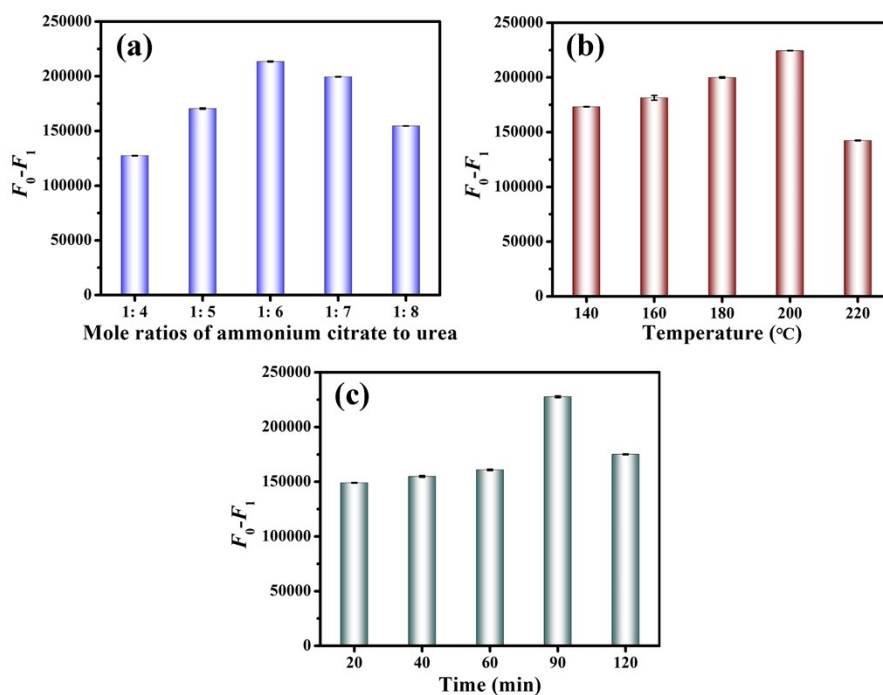 (a)
250000
200000
150000
100000
50000
0
F0-F1
1: 4 1: 5 1: 6 1: 7 1: 8
Mole ratios of ammonium citrate to urea
(b)
250000
200000
150000
100000
50000
0
F0-F1
140 160 180 200 220
Temperature (°C)
(c)
250000
200000
150000
100000
50000
0
F0-F1
20 40 60 90 120
Time (min)